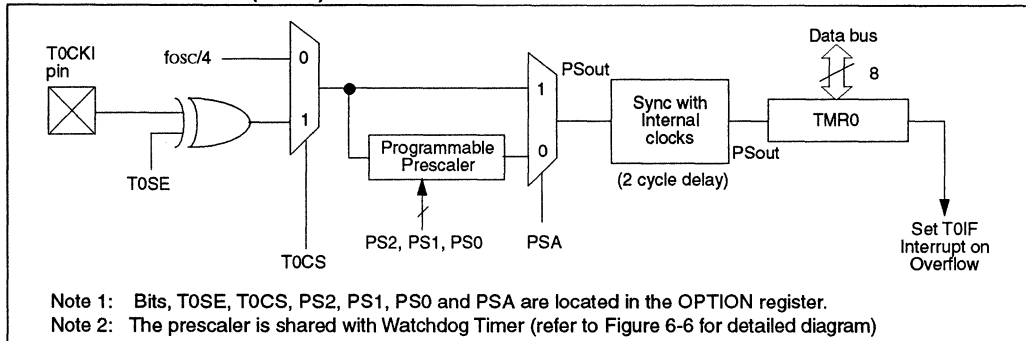 T0CKI
pin
fosc/4
0
1
T0SE
T0CS
Programmable
Prescaler
PS2, PS1, PS0
1
0
PSA
PSout
Sync with
Internal
clocks
(2 cycle delay)
PSout
Data bus
8
TMR0
Set T0IF
Interrupt on
Overflow
Note 1: Bits, T0SE, T0CS, PS2, PS1, PS0 and PSA are located in the OPTION register.
Note 2: The prescaler is shared with Watchdog Timer (refer to Figure 6-6 for detailed diagram)